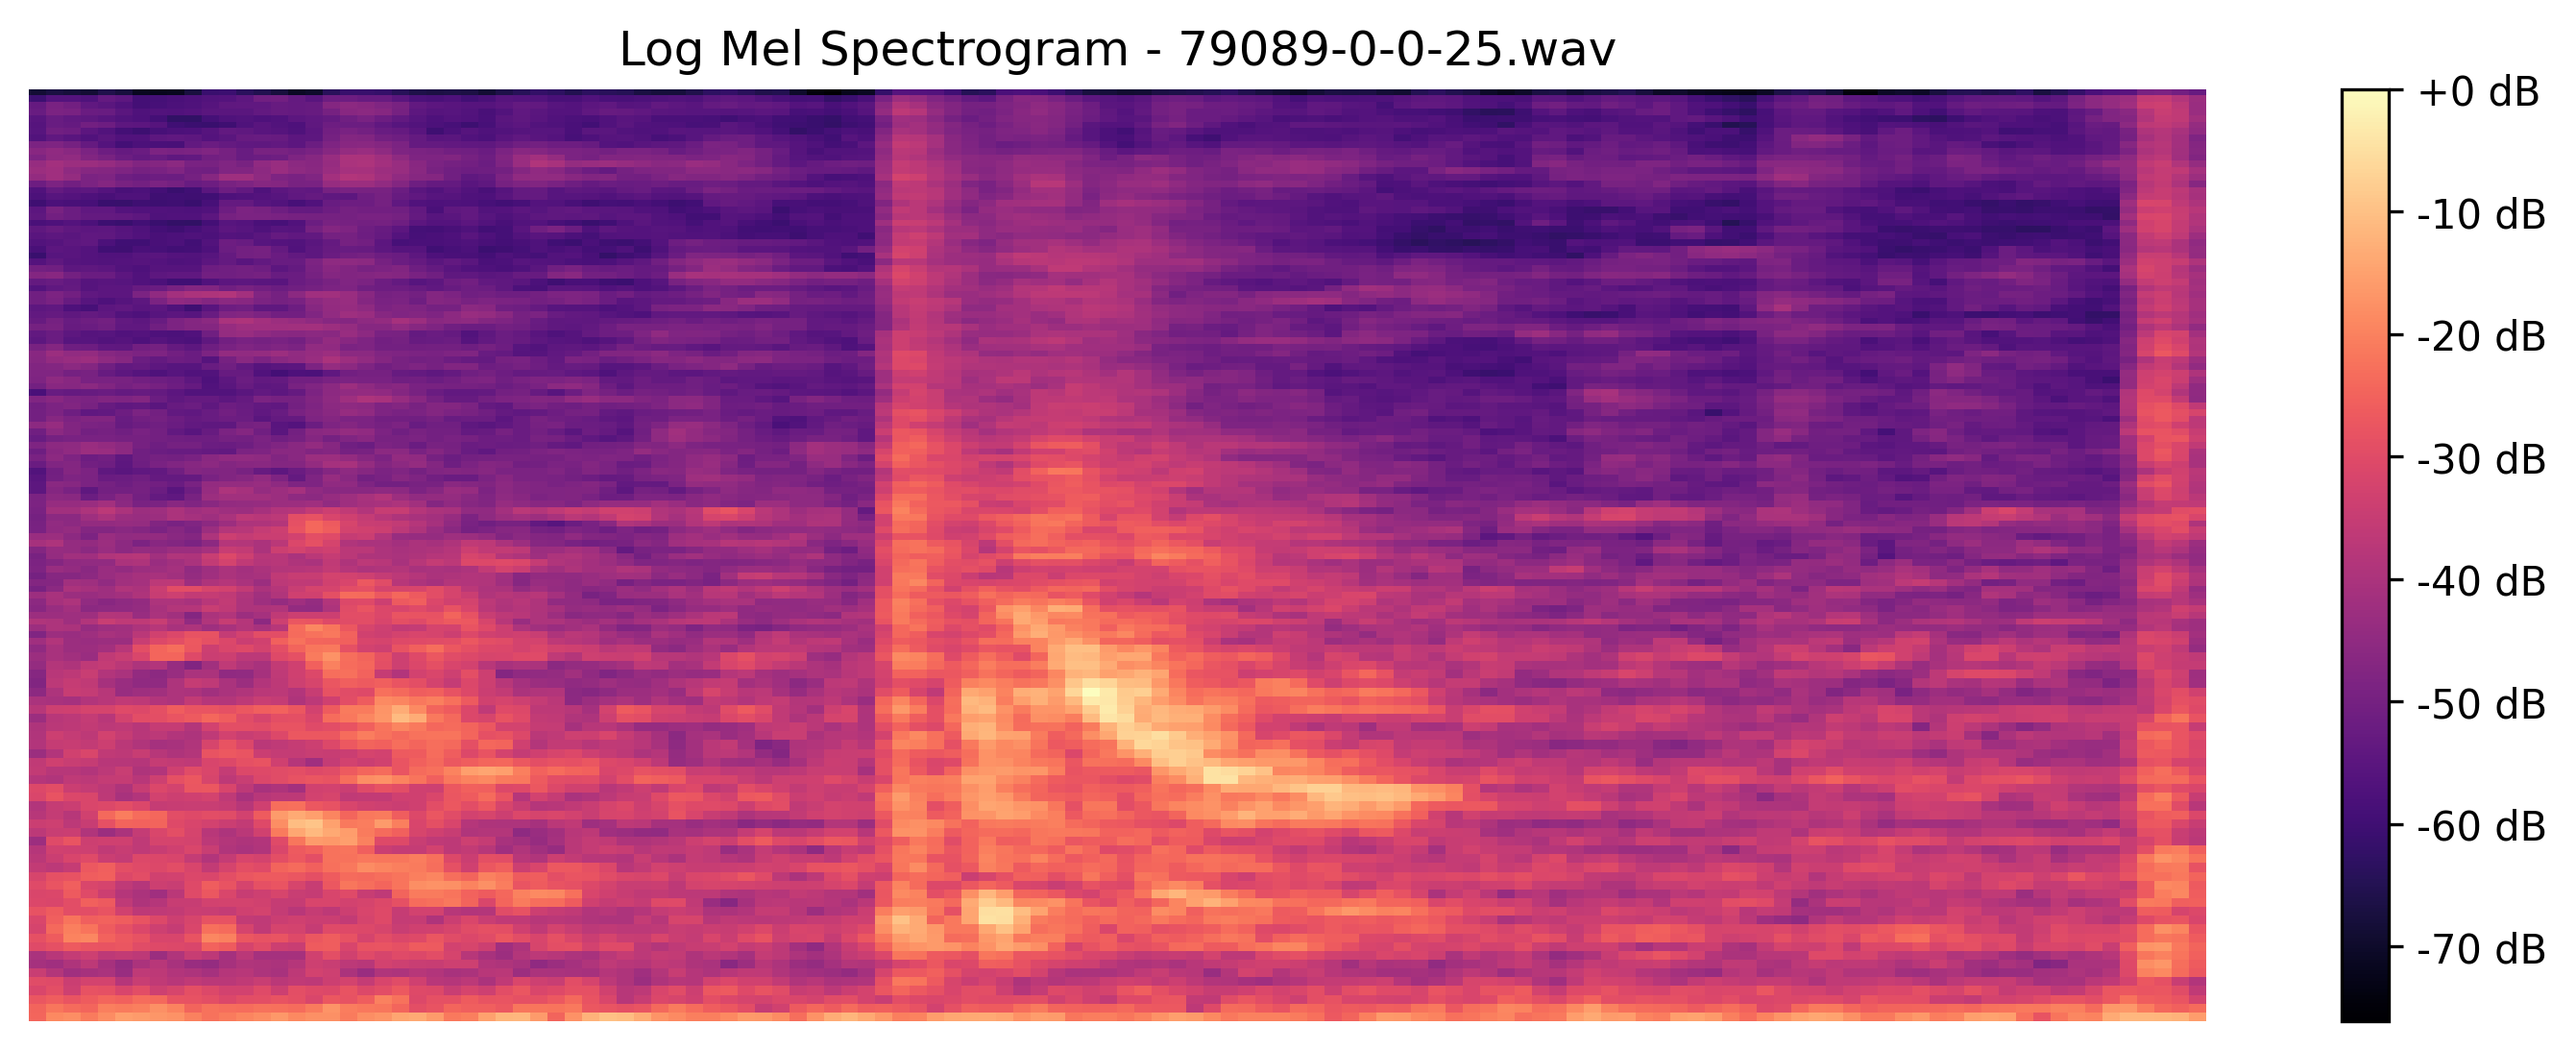 Log Mel Spectrogram - 79089-0-0-25.wav
+0 dB
-10 dB
-20 dB
-30 dB
-40 dB
-50 dB
-60 dB
-70 dB